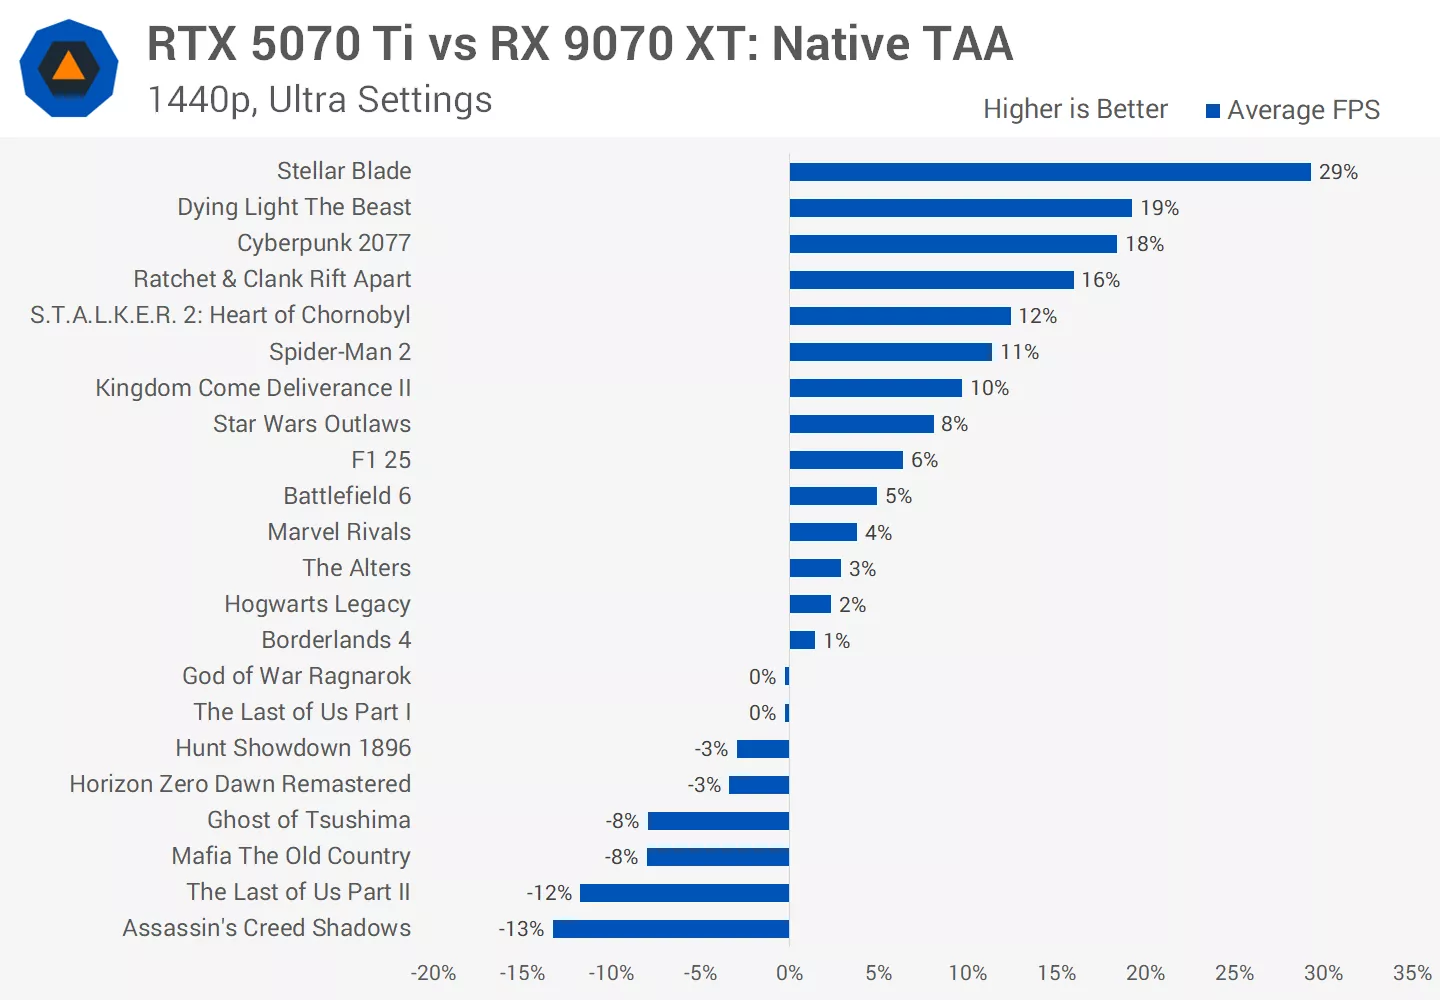 RTX 5070 Ti vs RX 9070 XT: Native TAA
1440p, Ultra Settings
Higher is Better Average FPS
Stellar Blade 29%
Dying Light The Beast 19%
Cyberpunk 2077 18%
Ratchet & Clank Rift Apart 16%
S.T.A.L.K.E.R. 2: Heart of Chornobyl 12%
Spider-Man 2 11%
Kingdom Come Deliverance II 10%
Star Wars Outlaws 8%
F1 25 6%
Battlefield 6 5%
Marvel Rivals 4%
The Alters 3%
Hogwarts Legacy 2%
Borderlands 4 1%
God of War Ragnarok 0%
The Last of Us Part I 0%
Hunt Showdown 1896 -3%
Horizon Zero Dawn Remastered -3%
Ghost of Tsushima -8%
Mafia The Old Country -8%
The Last of Us Part II -12%
Assassin's Creed Shadows -13%
-20% -15% -10% -5% 0% 5% 10% 15% 20% 25% 30% 35%